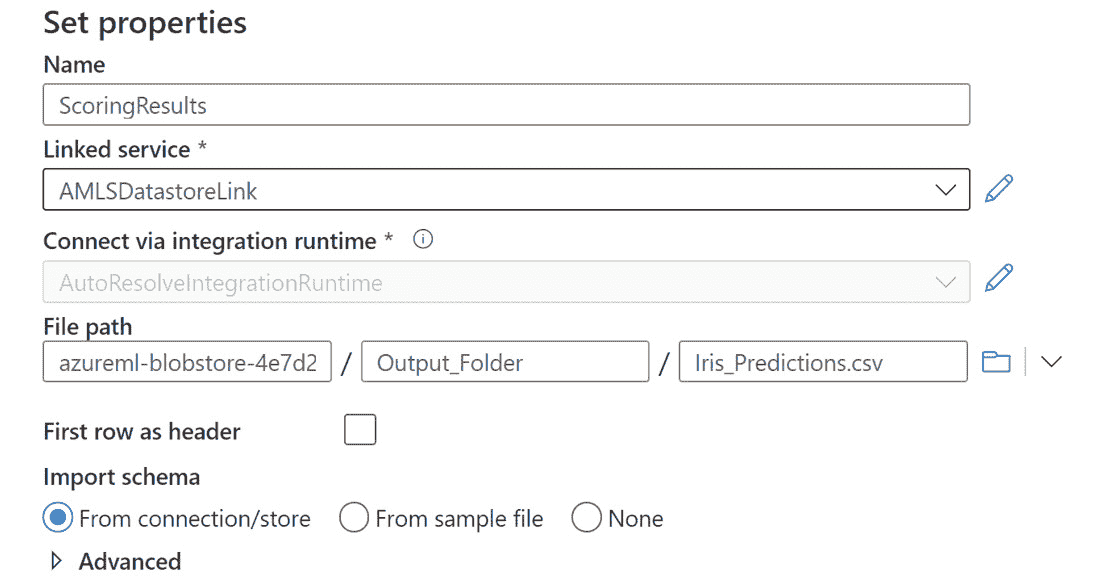 Set properties
Name
ScoringResults
Linked service *
AMLSDatastoreLink
Connect via integration runtime *
AutoResolveIntegrationRuntime
File path
azureml-blobstore-4e7d2 / Output_Folder / Iris_Predictions.csv
First row as header
Import schema
From connection/store From sample file None
Advanced